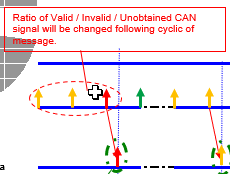 Ratio of Valid / Invalid / Unobtained CAN
signal will be changed following cyclic of
message.
a